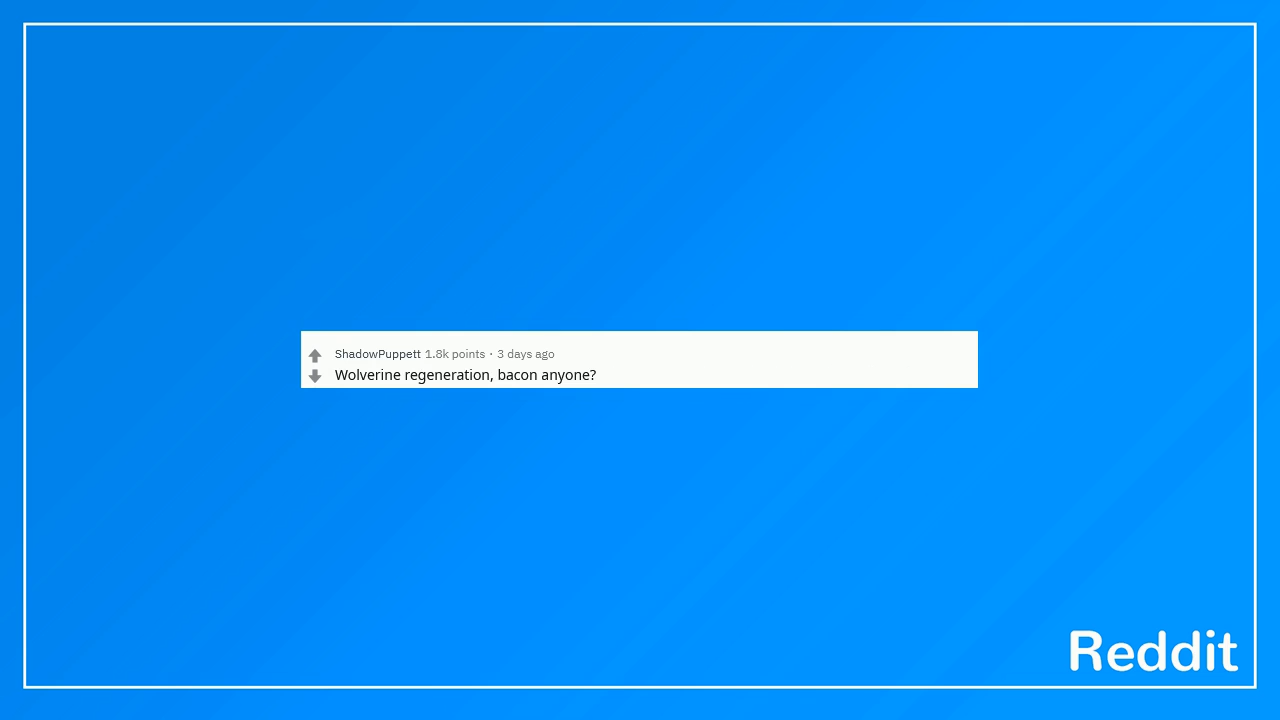 ShadowPuppett 1.8k points · 3 days ago
Wolverine regeneration, bacon anyone?
Reddit